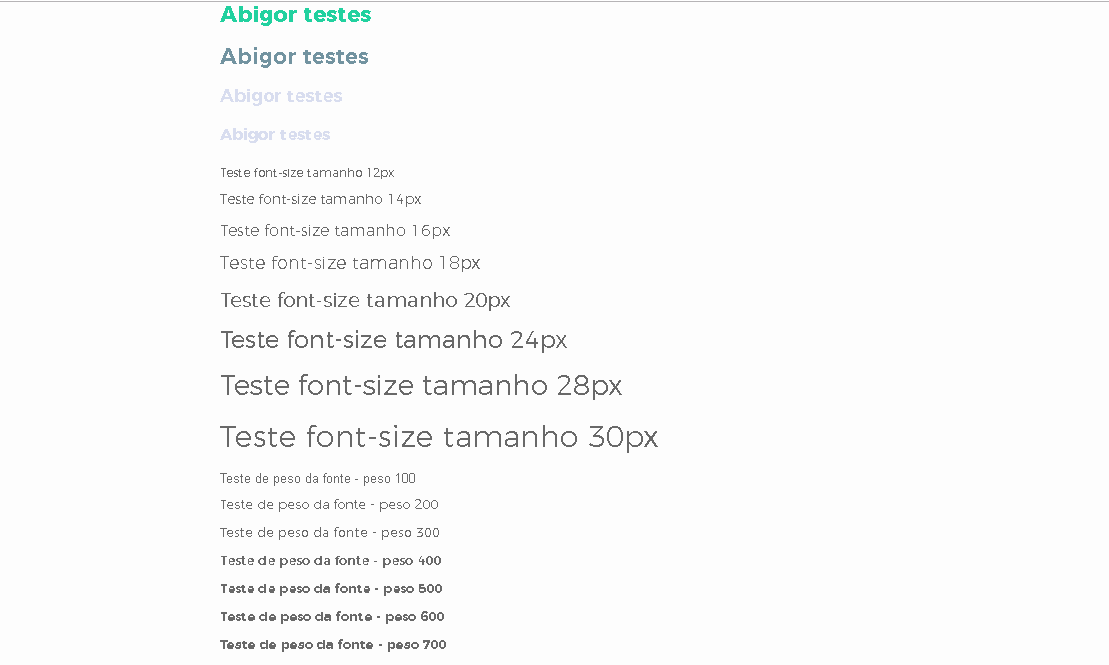 Abigor testes
Abigor testes
Abigor testes
Abigor testes
Teste font-size tamanho 12px
Teste font-size tamanho 14px
Teste font-size tamanho 16px
Teste font-size tamanho 18px
Teste font-size tamanho 20px
Teste font-size tamanho 24px
Teste font-size tamanho 28px
Teste font-size tamanho 30px
Teste de peso da fonte - peso 100
Teste de peso da fonte - peso 200
Teste de peso da fonte - peso 300
Teste de peso da fonte - peso 400
Teste de peso da fonte - peso 500
Teste de peso da fonte - peso 600
Teste de peso da fonte - peso 700